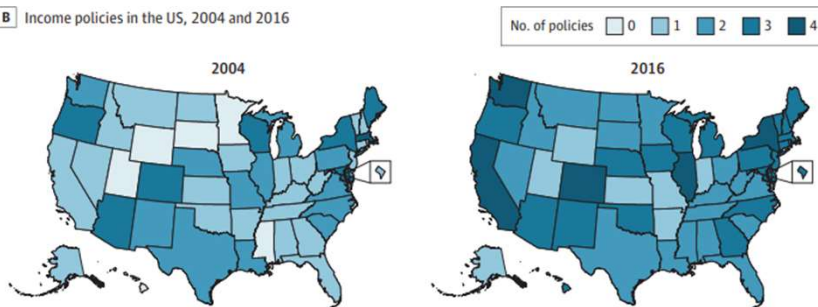 B Income policies in the US, 2004 and 2016
No. of policies 0 1 2 3 4
2004
2016